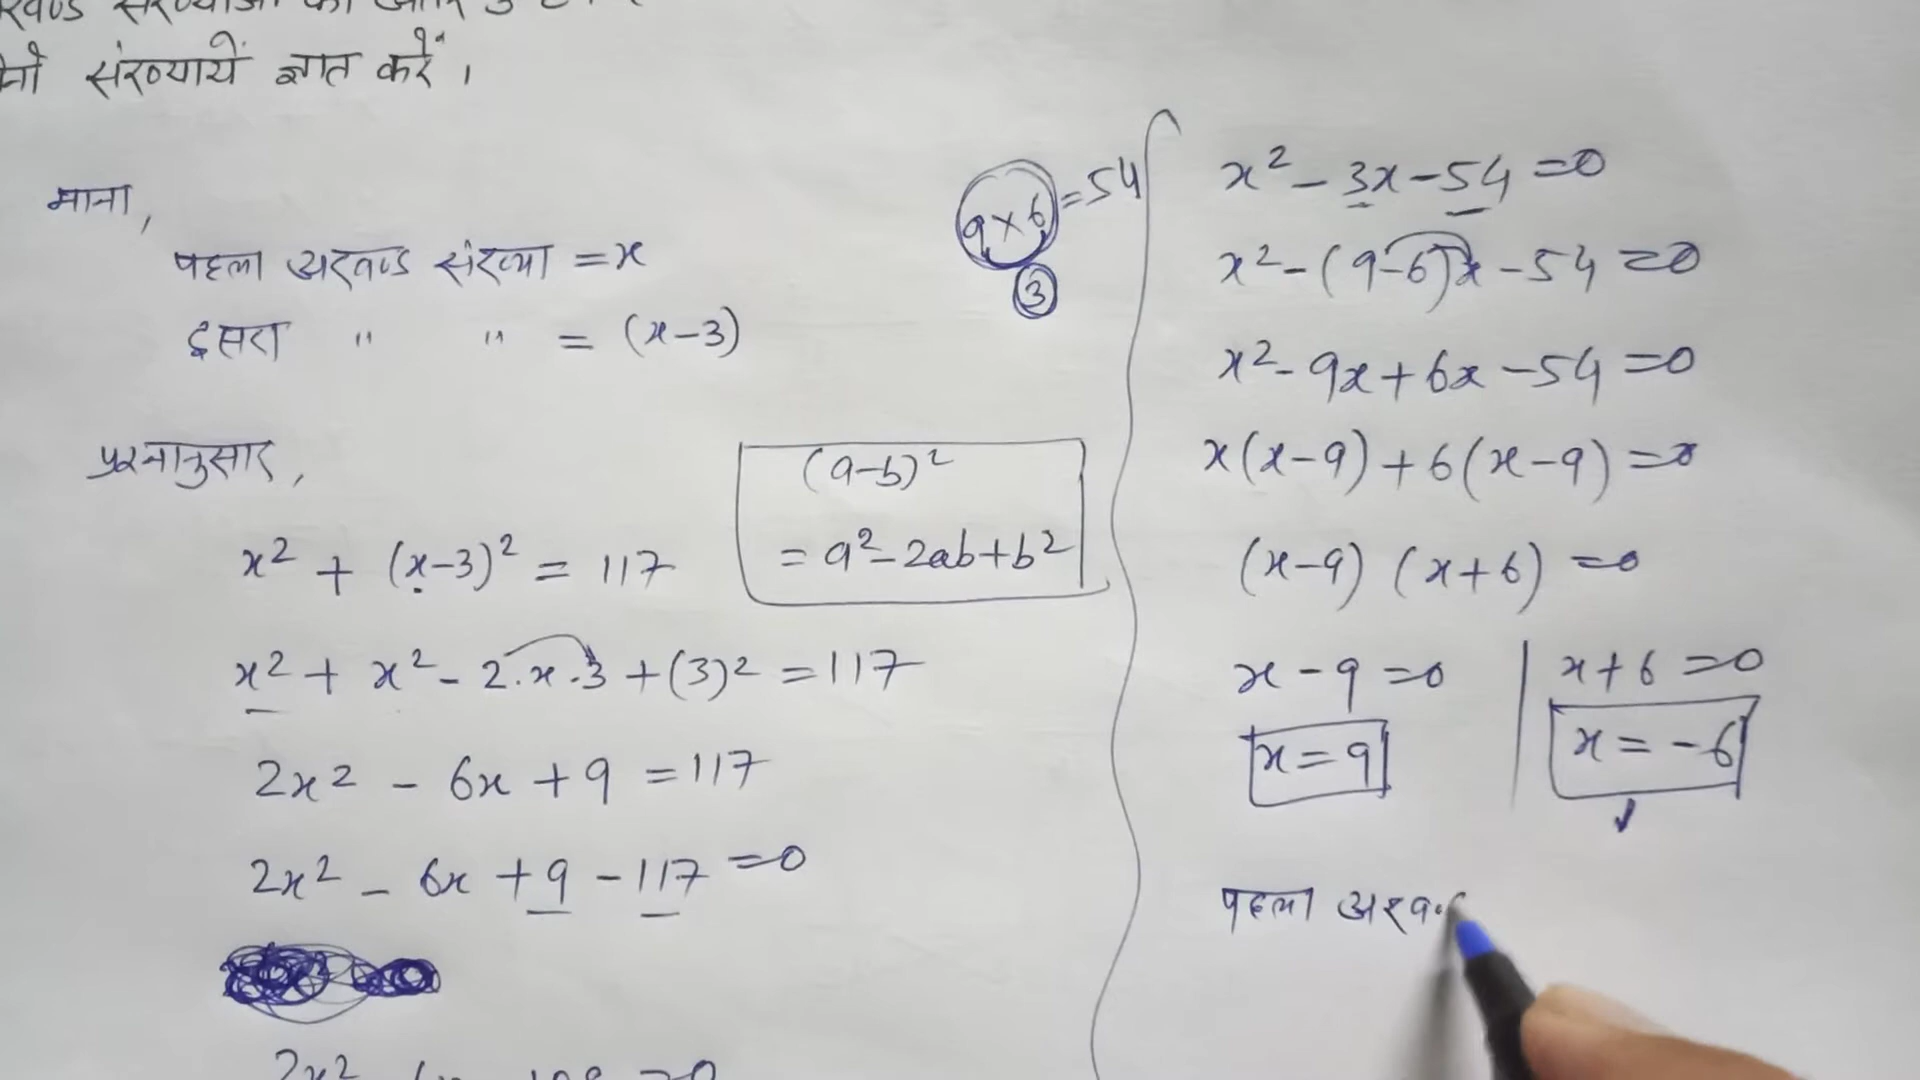 संख्याओं का
संख्यायें ज्ञात करें।
माना,
पहला अखण्ड संख्या = x
दूसरा " " = (x-3)
9×6 = 54
3
प्रश्नानुसार,
(a-b)²
= a²-2ab+b²
x² + (x-3)² = 117
x² + x² - 2.x.3 + (3)² = 117
2x² - 6x + 9 = 117
2x² - 6x + 9 - 117 = 0
x² - 3x - 54 = 0
x² - (9-6)x - 54 = 0
x² - 9x + 6x - 54 = 0
x(x-9) + 6(x-9) = 0
(x-9) (x+6) = 0
x - 9 = 0 | x + 6 = 0
x = 9 | x = -6
पहला अख